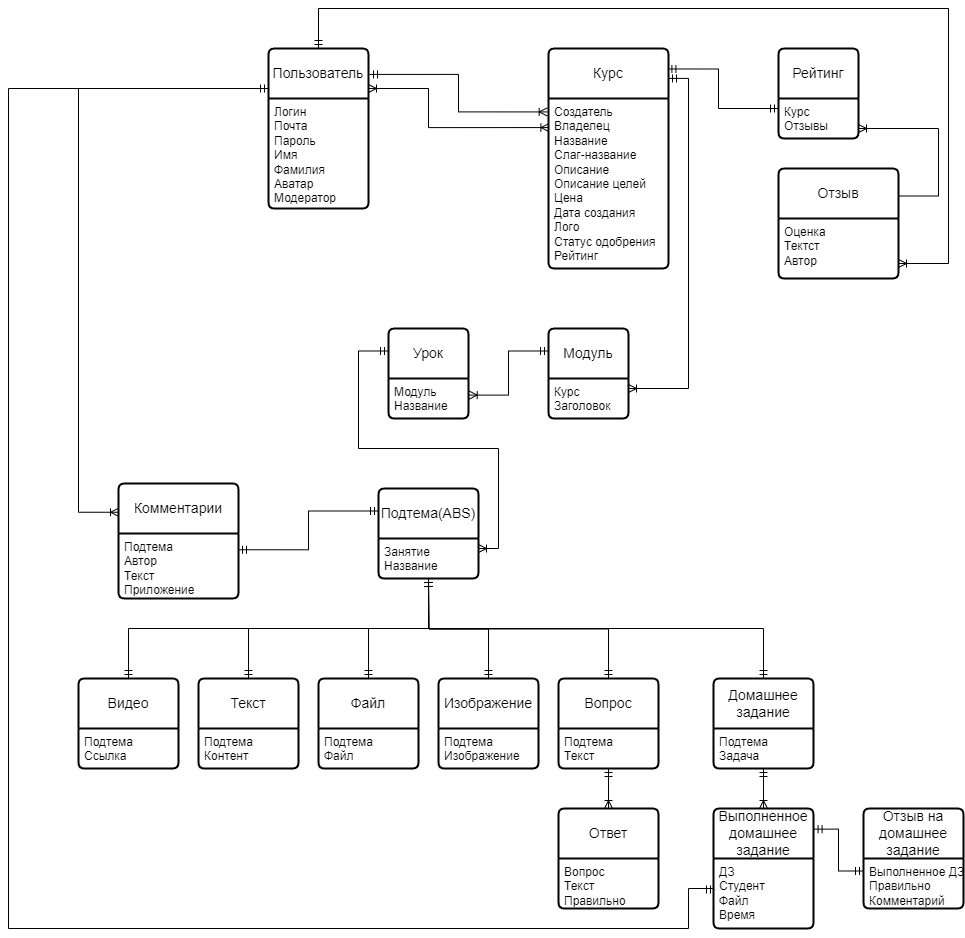 Пользователь
Логин
Почта
Пароль
Имя
Фамилия
Аватар
Модератор
Курс
Создатель
Владелец
Название
Слаг-название
Описание
Описание целей
Цена
Дата создания
Лого
Статус одобрения
Рейтинг
Рейтинг
Курс
Отзывы
Отзыв
Оценка
Тектст
Автор
Урок
Модуль
Название
Модуль
Курс
Заголовок
Комментарии
Подтема
Автор
Текст
Приложение
Подтема(ABS)
Занятие
Название
Видео
Подтема
Ссылка
Текст
Подтема
Контент
Файл
Подтема
Файл
Изображение
Подтема
Изображение
Вопрос
Подтема
Текст
Домашнее
задание
Подтема
Задача
Ответ
Вопрос
Текст
Правильно
Выполненное
домашнее
задание
ДЗ
Студент
Файл
Время
Отзыв на
домашнее
задание
Выполненное ДЗ
Правильно
Комментарий